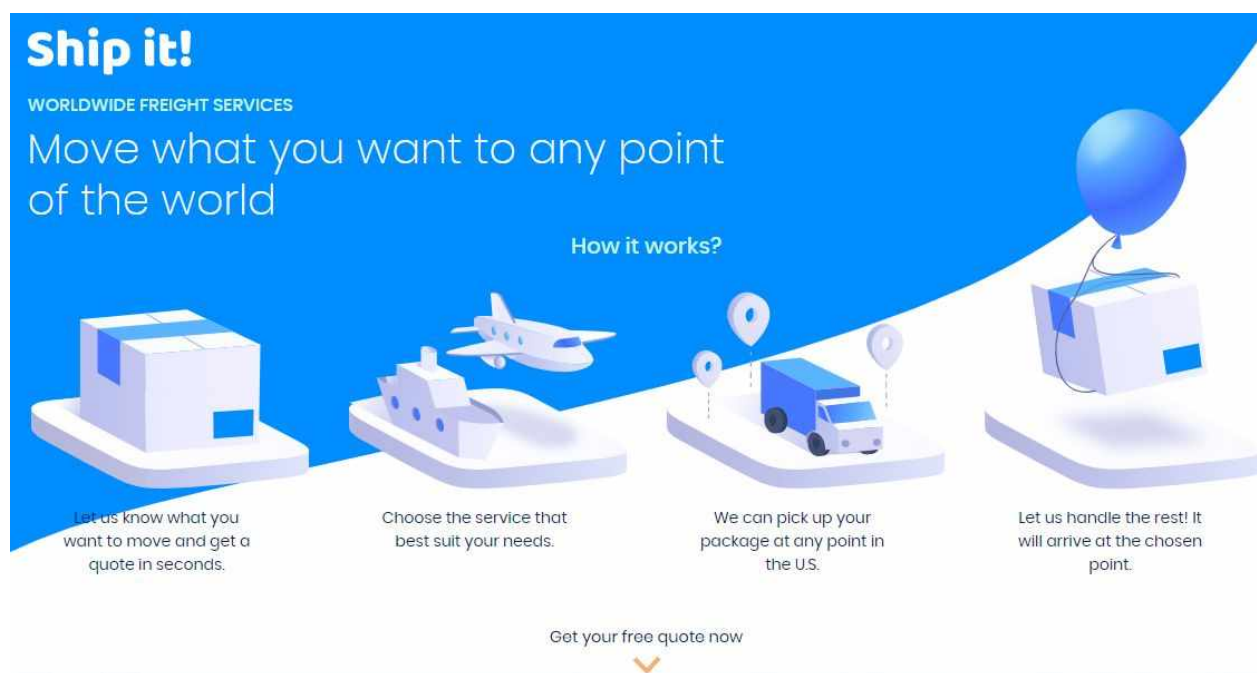 Ship it!
WORLDWIDE FREIGHT SERVICES
Move what you want to any point
of the world
How it works?
Let us know what you
want to move and get a
quote in seconds.
Choose the service that
best suit your needs.
We can pick up your
package at any point in
the U.S.
Let us handle the rest! It
will arrive at the chosen
point.
Get your free quote now